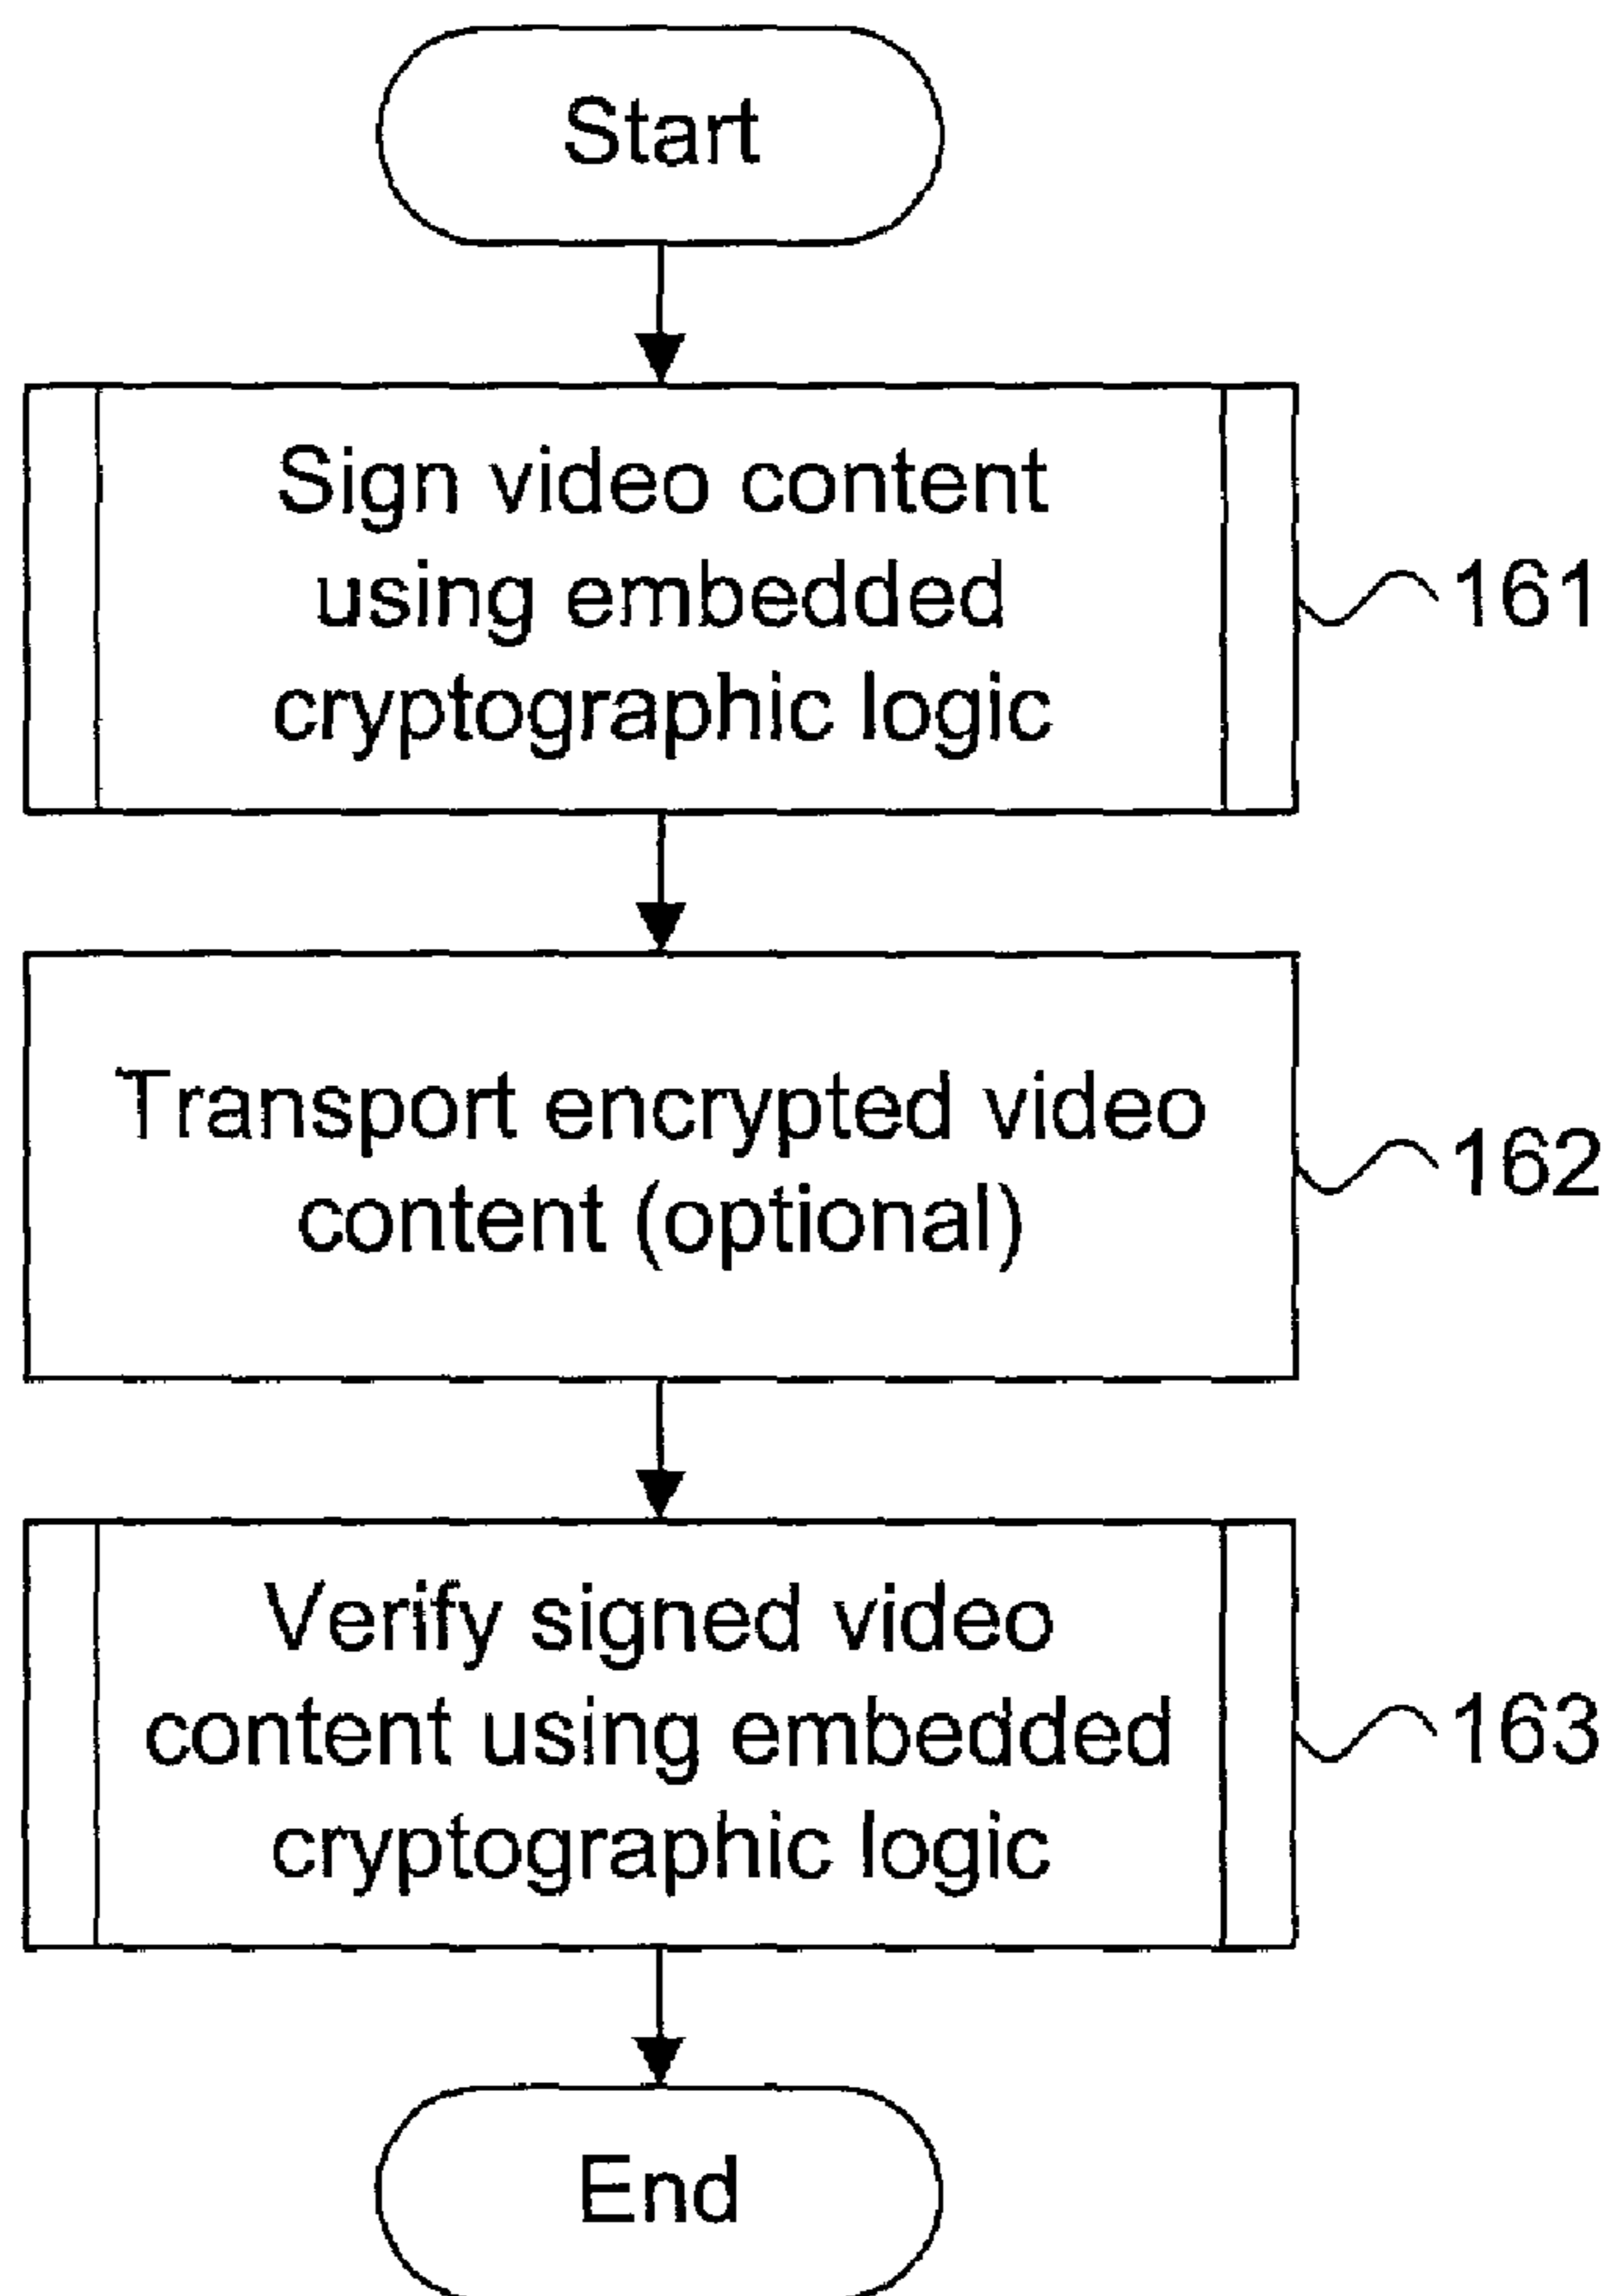 Start
Sign video content
using embedded
cryptographic logic
161
Transport encrypted video
content (optional)
162
Verify signed video
content using embedded
cryptographic logic
163
End